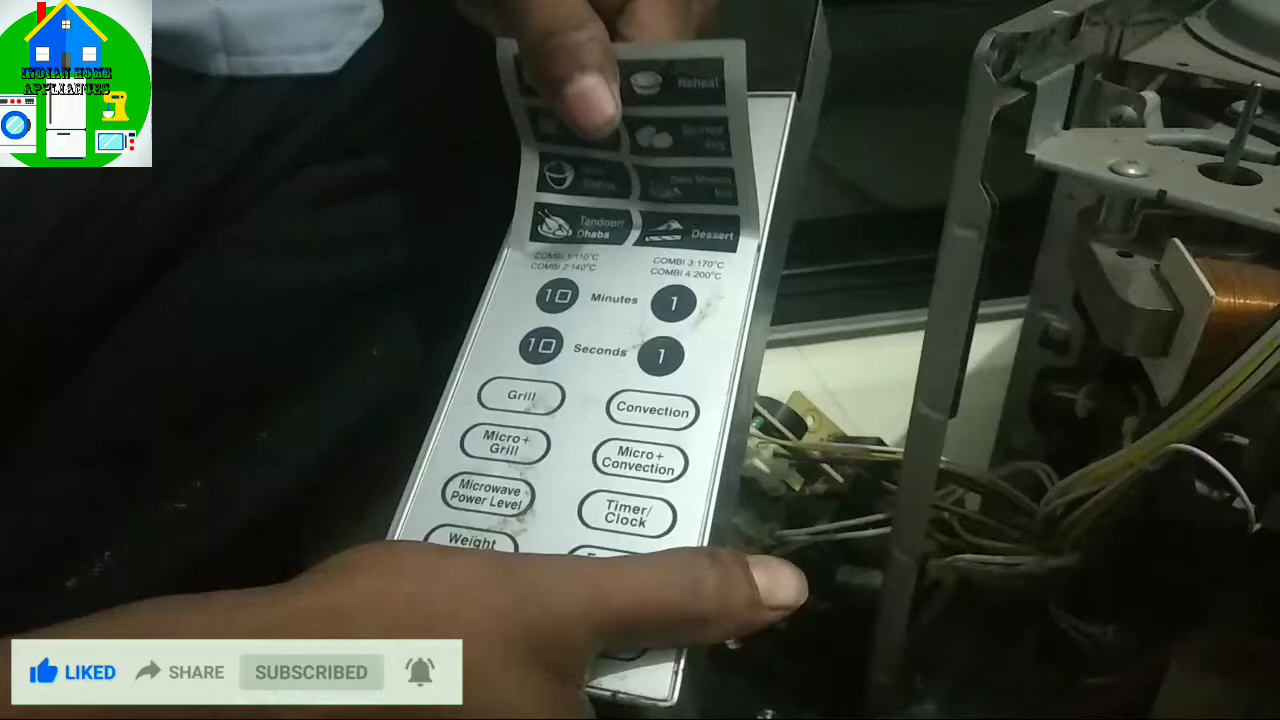 INDIAN HOME
APPLIANCES
Reheat
Tandoori
Dhaba
Dessert
COMBI 1:110°C
COMBI 2:140°C
COMBI 3:170°C
COMBI 4:200°C
10 Minutes 1
10 Seconds 1
Grill
Convection
Micro+
Grill
Micro+
Convection
Microwave
Power Level
Timer/
Clock
Weight
LIKED SHARE SUBSCRIBED